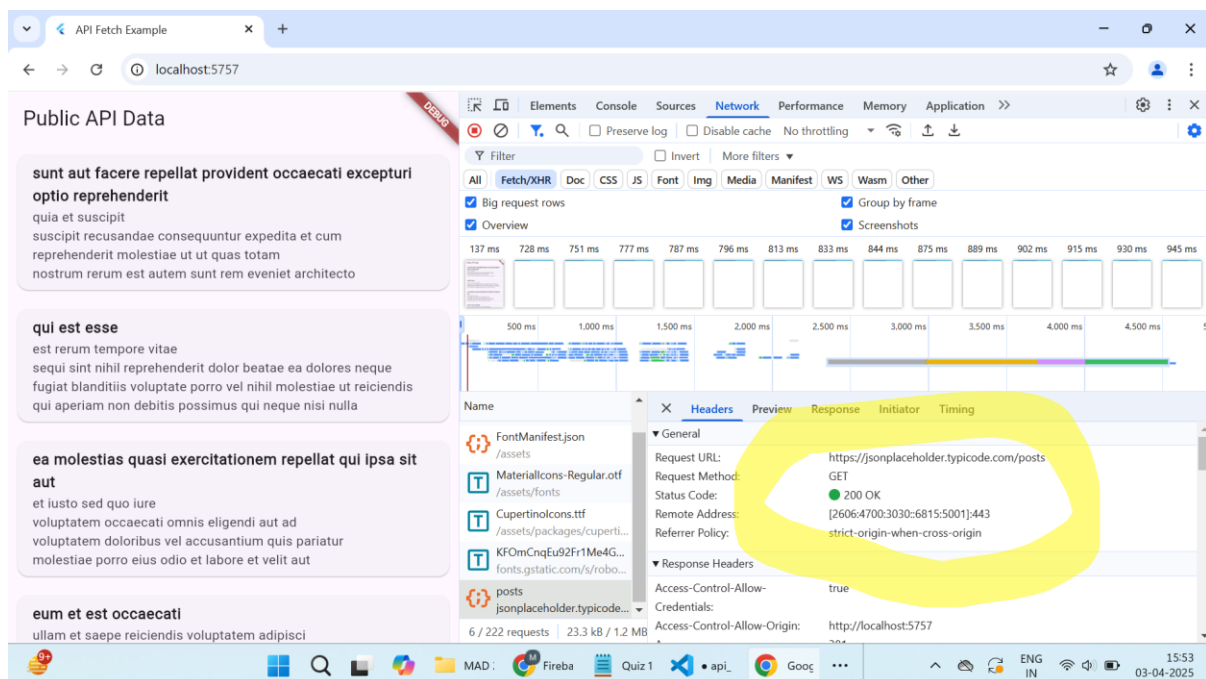 API Fetch Example
localhost:5757
Public API Data
DEBUG
sunt aut facere repellat provident occaecati excepturi
optio reprehenderit
quia et suscipit
suscipit recusandae consequuntur expedita et cum
reprehenderit molestiae ut ut quas totam
nostrum rerum est autem sunt rem eveniet architecto
qui est esse
est rerum tempore vitae
sequi sint nihil reprehenderit dolor beatae ea dolores neque
fugiat blanditiis voluptate porro vel nihil molestiae ut reiciendis
qui aperiam non debitis possimus qui neque nisi nulla
ea molestias quasi exercitationem repellat qui ipsa sit
aut
et iusto sed quo iure
voluptatem occaecati omnis eligendi aut ad
voluptatem doloribus vel accusantium quis pariatur
molestiae porro eius odio et labore et velit aut
eum et est occaecati
ullam et saepe reiciendis voluptatem adipisci
Elements Console Sources Network Performance Memory Application
Preserve log Disable cache No throttling
Filter Invert More filters
All Fetch/XHR Doc CSS JS Font Img Media Manifest WS Wasm Other
Big request rows Group by frame
Overview Screenshots
137 ms 728 ms 751 ms 777 ms 787 ms 796 ms 813 ms 833 ms 844 ms 875 ms 889 ms 902 ms 915 ms 930 ms 945 ms
500 ms 1,000 ms 1,500 ms 2,000 ms 2,500 ms 3,000 ms 3,500 ms 4,000 ms 4,500 ms
Name
FontManifest.json
/assets
MaterialIcons-Regular.otf
/assets/fonts
CupertinoIcons.ttf
/assets/packages/cuperti...
KFOmCnqEu92Fr1Me4G...
fonts.gstatic.com/s/robo...
posts
jsonplaceholder.typicode...
6 / 222 requests 23.3 kB / 1.2 MB
Headers Preview Response Initiator Timing
General
Request URL: https://jsonplaceholder.typicode.com/posts
Request Method: GET
Status Code: 200 OK
Remote Address: [2606:4700:3030::6815:5001]:443
Referrer Policy: strict-origin-when-cross-origin
Response Headers
Access-Control-Allow- true
Credentials:
Access-Control-Allow-Origin: http://localhost:5757
9+ MAD Fireba Quiz 1 api_ Goog ENG 15:53
IN 03-04-2025